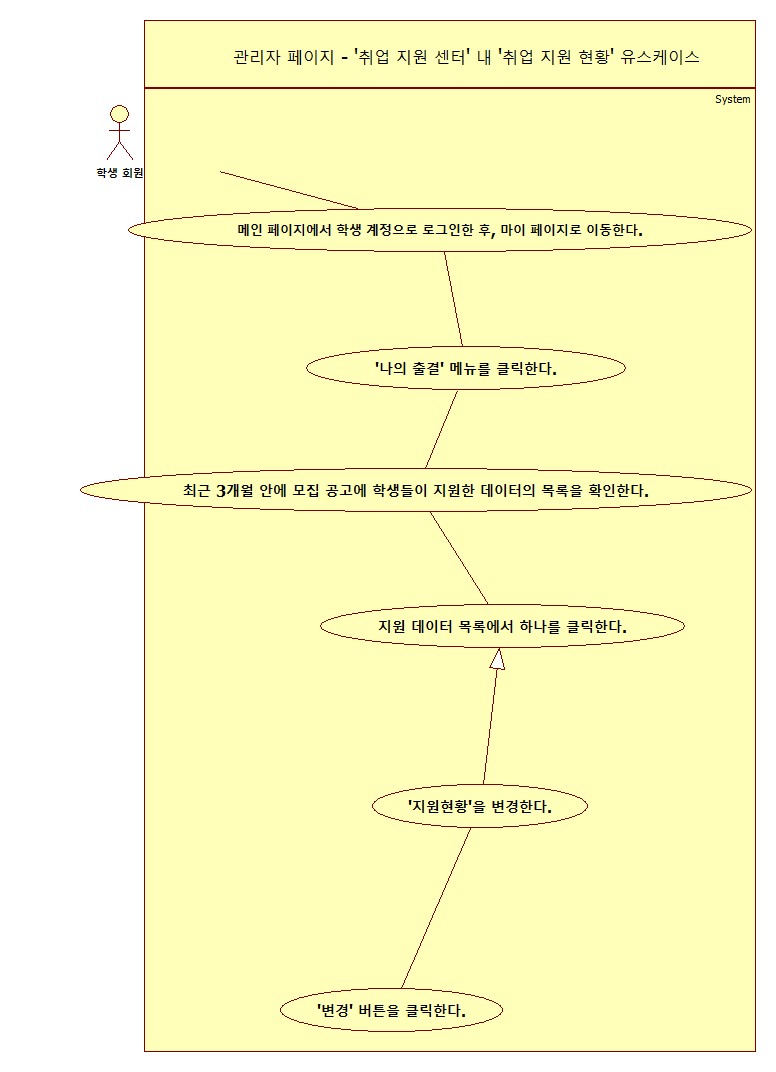 관리자 페이지 - '취업 지원 센터' 내 '취업 지원 현황' 유스케이스
System
학생 회원
메인 페이지에서 학생 계정으로 로그인한 후, 마이 페이지로 이동한다.
'나의 출결' 메뉴를 클릭한다.
최근 3개월 안에 모집 공고에 학생들이 지원한 데이터의 목록을 확인한다.
지원 데이터 목록에서 하나를 클릭한다.
'지원현황'을 변경한다.
'변경' 버튼을 클릭한다.